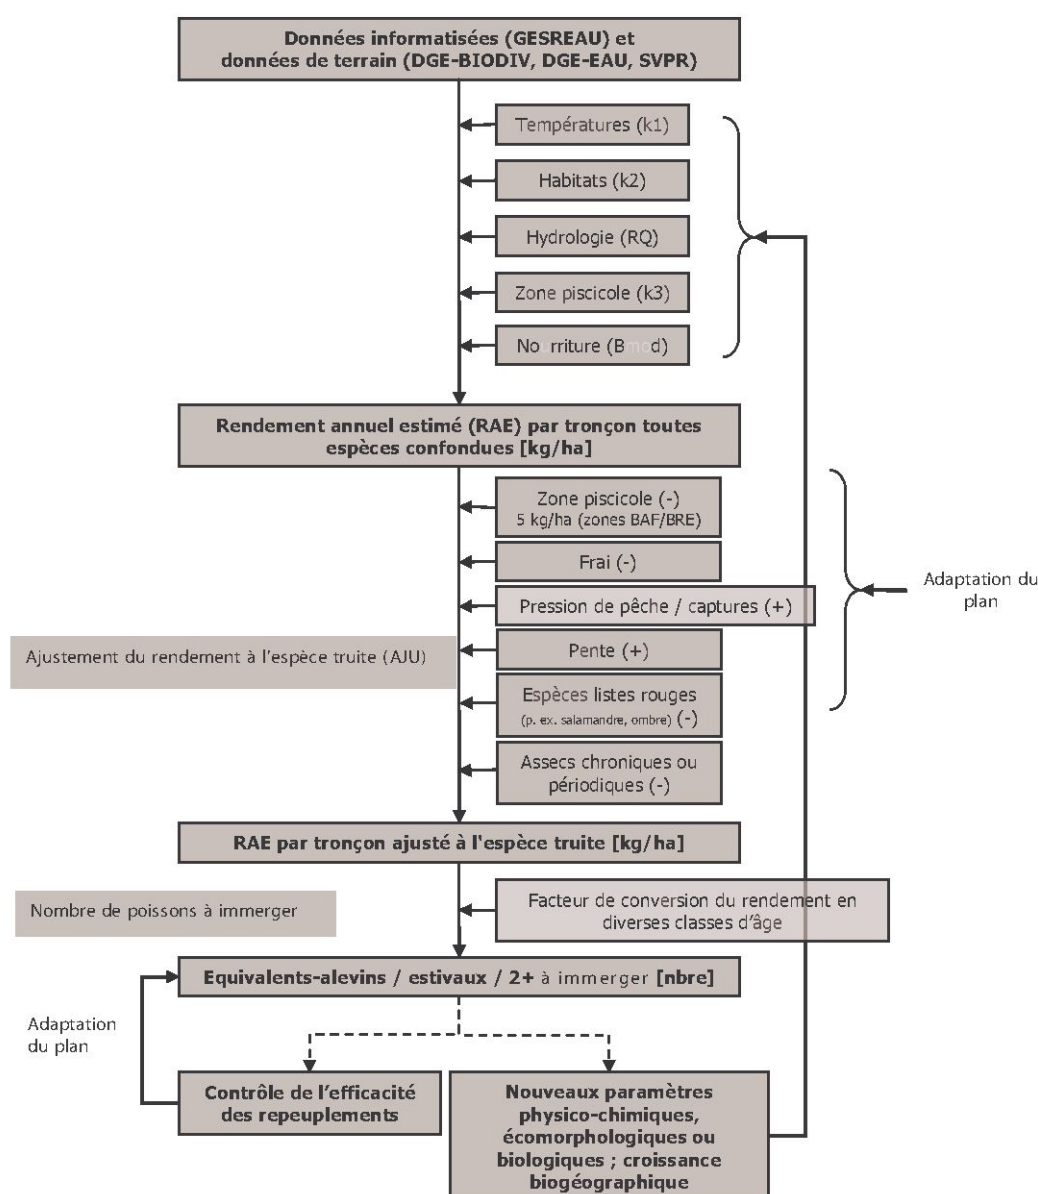 Données informatisées (GESREAU) et
données de terrain (DGE-BIODIV, DGE-EAU, SVPR)
Températures (k1)
Habitats (k2)
Hydrologie (RQ)
Zone piscicole (k3)
Nourriture (Bmod)
Rendement annuel estimé (RAE) par tronçon toutes
espèces confondues [kg/ha]
Zone piscicole (-)
5 kg/ha (zones BAF/BRE)
Frai (-)
Pression de pêche / captures (+)
Adaptation du
plan
Ajustement du rendement à l'espèce truite (AJU)
Pente (+)
Espèces listes rouges
(p. ex. salamandre, ombre) (-)
Assecs chroniques ou
périodiques (-)
RAE par tronçon ajusté à l'espèce truite [kg/ha]
Nombre de poissons à immerger
Facteur de conversion du rendement en
diverses classes d'âge
Equivalents-alevins / estivaux / 2+ à immerger [nbre]
Adaptation
du plan
Contrôle de l'efficacité
des repeuplements
Nouveaux paramètres
physico-chimiques,
écomorphologiques ou
biologiques ; croissance
biogéographique